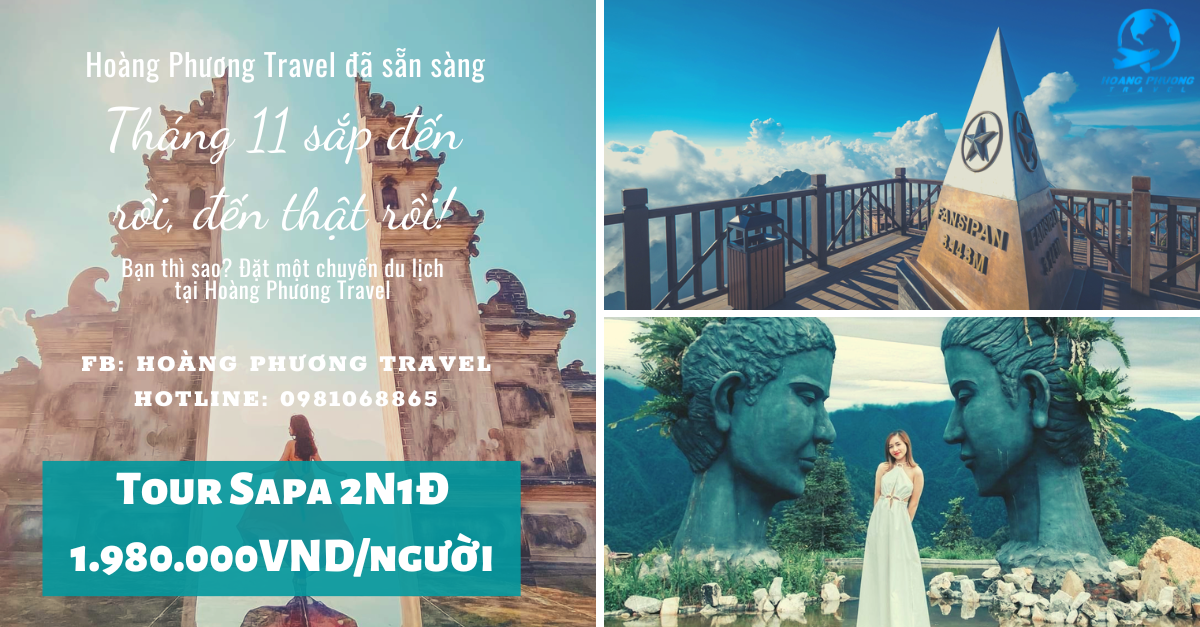 Hoàng Phương Travel đã sẵn sàng
Tháng 11 sắp đến
rồi, đến thật rồi!
Bạn thì sao? Đặt một chuyến du lịch
tại Hoàng Phương Travel
FB: HOÀNG PHƯƠNG TRAVEL
HOTLINE: 0981068865
Tour Sapa 2N1Đ
1.980.000VND/người
HOÀNG PHƯƠNG
TRAVEL
FANSIPAN
3.143M